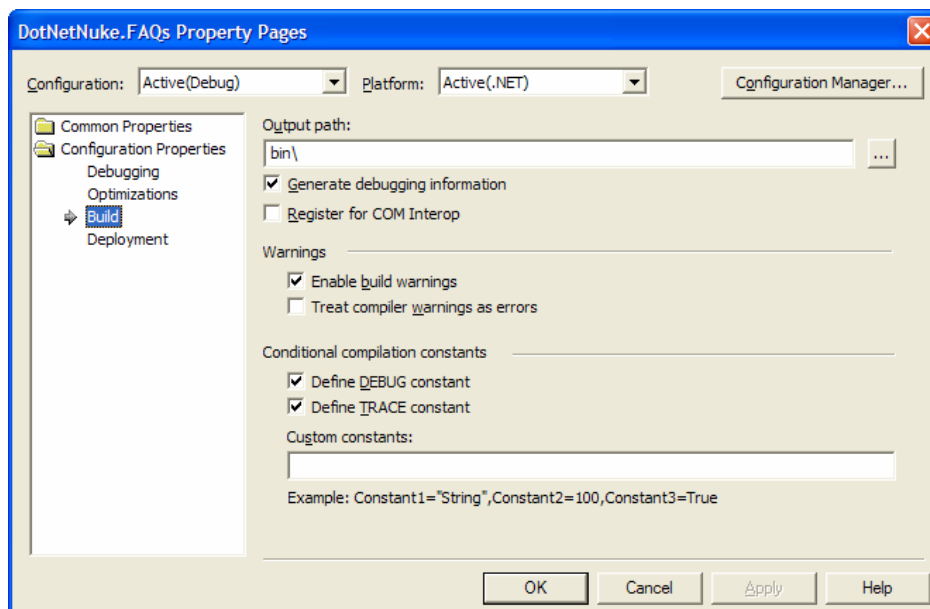 DotNetNuke.FAQs Property Pages
Configuration: Active(Debug) Platform: Active(.NET) Configuration Manager...
Common Properties
Configuration Properties
Debugging
Optimizations
Build
Deployment
Output path:
bin\
...
Generate debugging information
Register for COM Interop
Warnings
Enable build warnings
Treat compiler warnings as errors
Conditional compilation constants
Define DEBUG constant
Define TRACE constant
Custom constants:
Example: Constant1="String",Constant2=100,Constant3=True
OK Cancel Apply Help